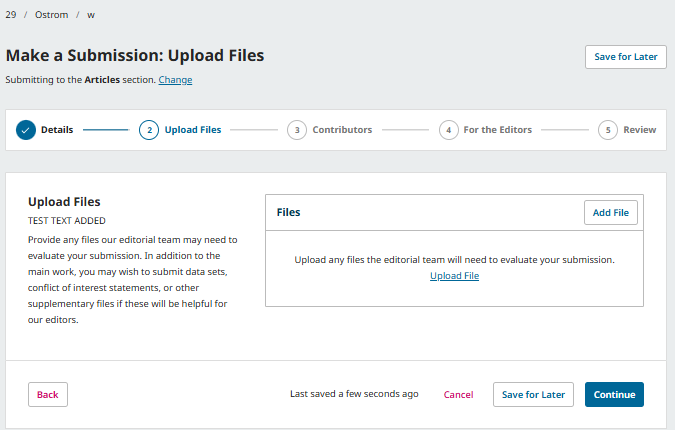 29 / Ostrom / w
Make a Submission: Upload Files
Save for Later
Submitting to the Articles section. Change
Details
2 Upload Files
3 Contributors
4 For the Editors
5 Review
Upload Files
TEST TEXT ADDED
Provide any files our editorial team may need to
evaluate your submission. In addition to the
main work, you may wish to submit data sets,
conflict of interest statements, or other
supplementary files if these will be helpful for
our editors.
Files
Add File
Upload any files the editorial team will need to evaluate your submission.
Upload File
Back
Last saved a few seconds ago
Cancel
Save for Later
Continue